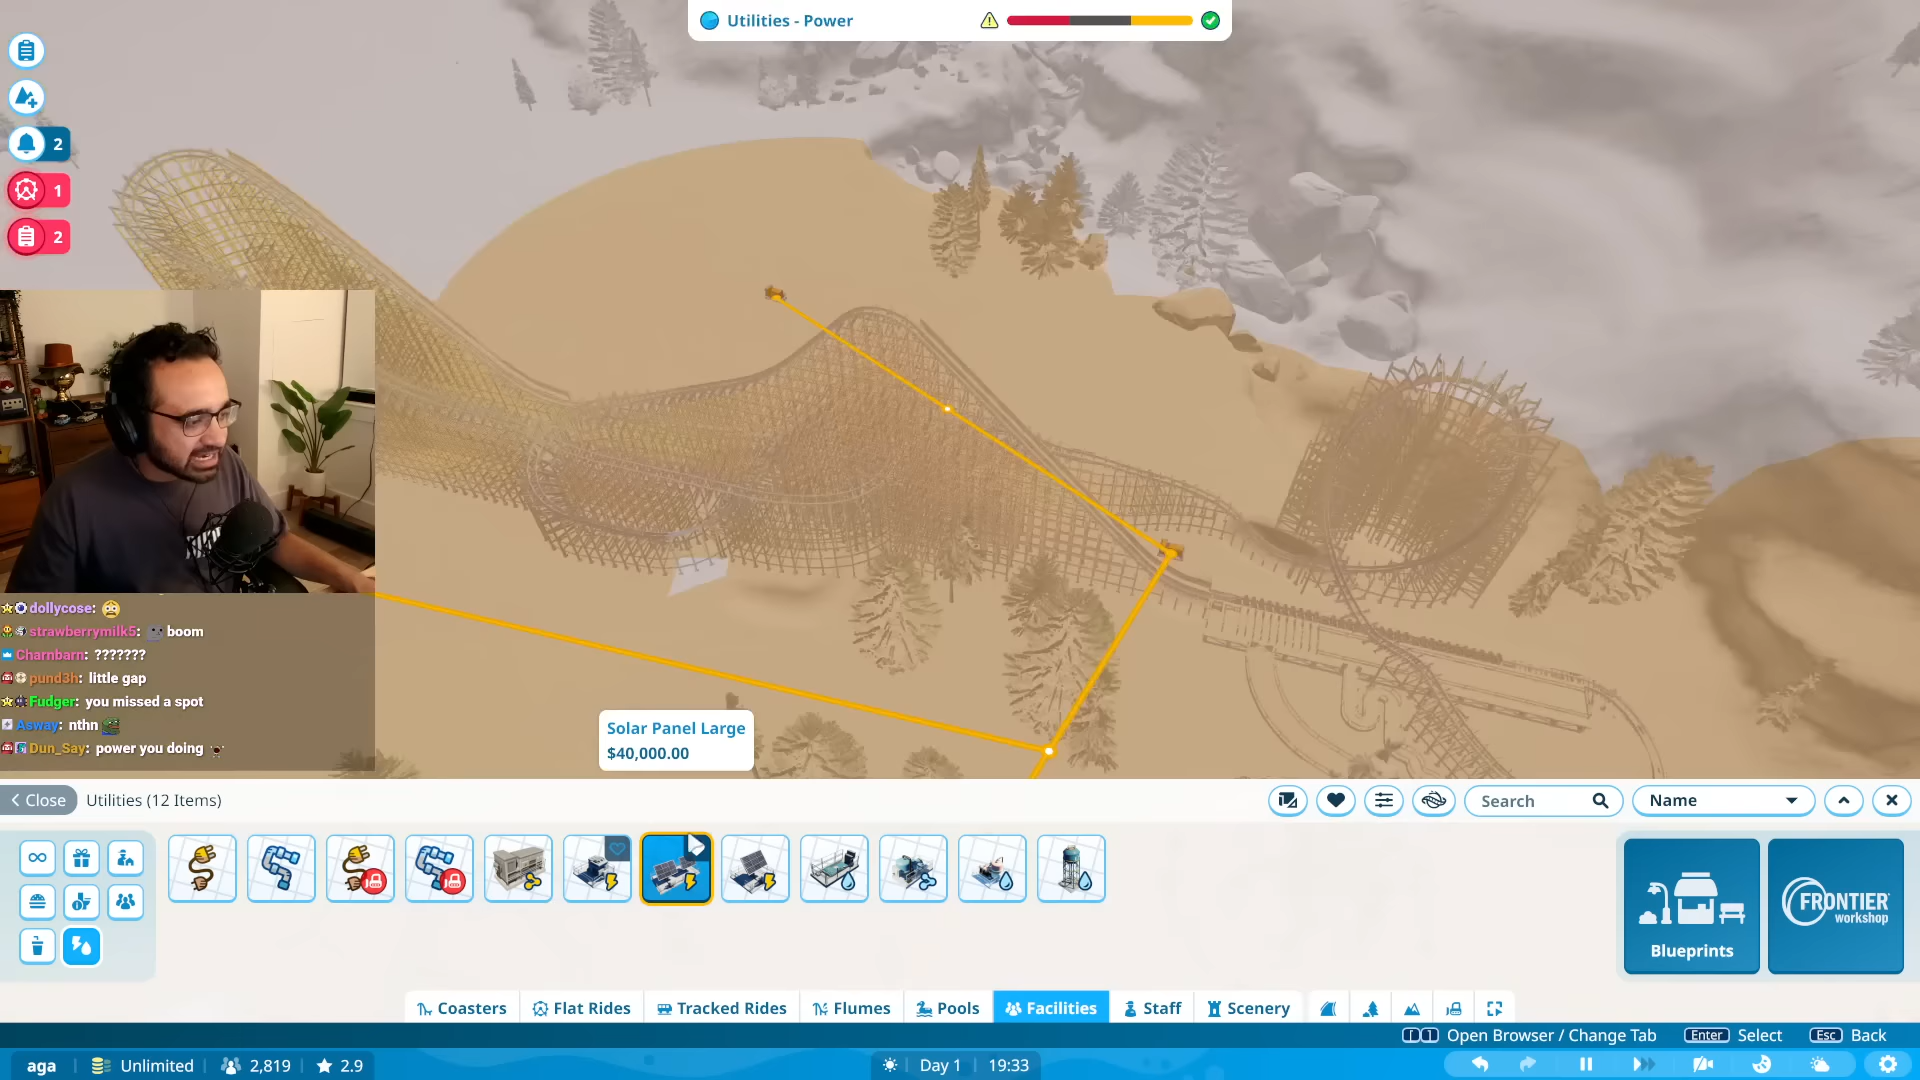 Utilities - Power
2
1
2
dollycose:
strawberrymilk5: boom
Charnbarn: ???????
pund3h: little gap
Fudger: you missed a spot
Asway: nthn
Dun_Say: power you doing
Solar Panel Large
$40,000.00
Close
Utilities (12 Items)
Search
Name
Blueprints
FRONTIER
workshop
Coasters
Flat Rides
Tracked Rides
Flumes
Pools
Facilities
Staff
Scenery
Open Browser / Change Tab
Enter Select
Esc Back
aga
Unlimited
2,819
2.9
Day 1
19:33